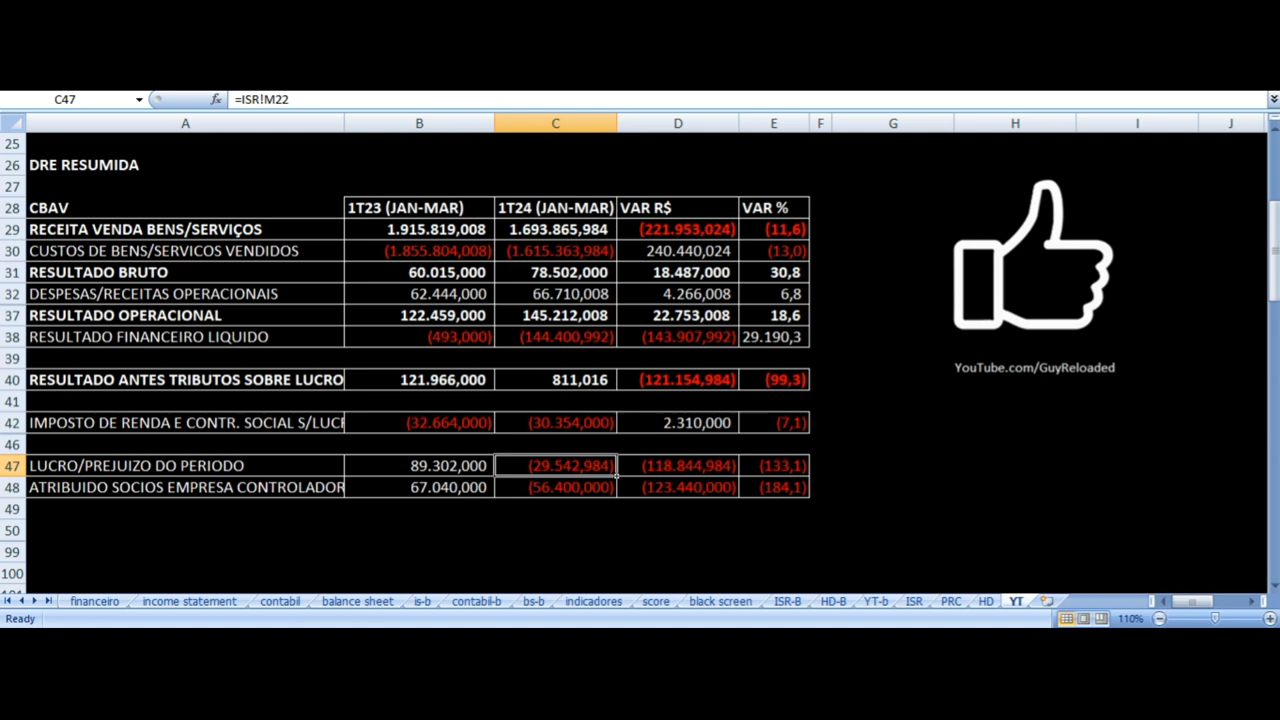 C47 fx =ISR!M22
A B C D E F G H I J
25
26 DRE RESUMIDA
27
28 CBAV 1T23 (JAN-MAR) 1T24 (JAN-MAR) VAR R$ VAR %
29 RECEITA VENDA BENS/SERVIÇOS 1.915.819,008 1.693.865,984 (221.953,024) (11,6)
30 CUSTOS DE BENS/SERVICOS VENDIDOS (1.855.804,008) (1.615.363,984) 240.440,024 (13,0)
31 RESULTADO BRUTO 60.015,000 78.502,000 18.487,000 30,8
32 DESPESAS/RECEITAS OPERACIONAIS 62.444,000 66.710,008 4.266,008 6,8
37 RESULTADO OPERACIONAL 122.459,000 145.212,008 22.753,008 18,6
38 RESULTADO FINANCEIRO LIQUIDO (493,000) (144.400,992) (143.907,992) 29.190,3
39
40 RESULTADO ANTES TRIBUTOS SOBRE LUCRO 121.966,000 811,016 (121.154,984) (99,3)
41
42 IMPOSTO DE RENDA E CONTR. SOCIAL S/LUCR (32.664,000) (30.354,000) 2.310,000 (7,1)
46
47 LUCRO/PREJUIZO DO PERIODO 89.302,000 (29.542,984) (118.844,984) (133,1)
48 ATRIBUIDO SOCIOS EMPRESA CONTROLADOR 67.040,000 (56.400,000) (123.440,000) (184,1)
49
50
99
100
YouTube.com/GuyReloaded
financeiro income statement contabil balance sheet is-b contabil-b bs-b indicadores score black screen ISR-B HD-B YT-b ISR PRC HD YT
Ready 110%